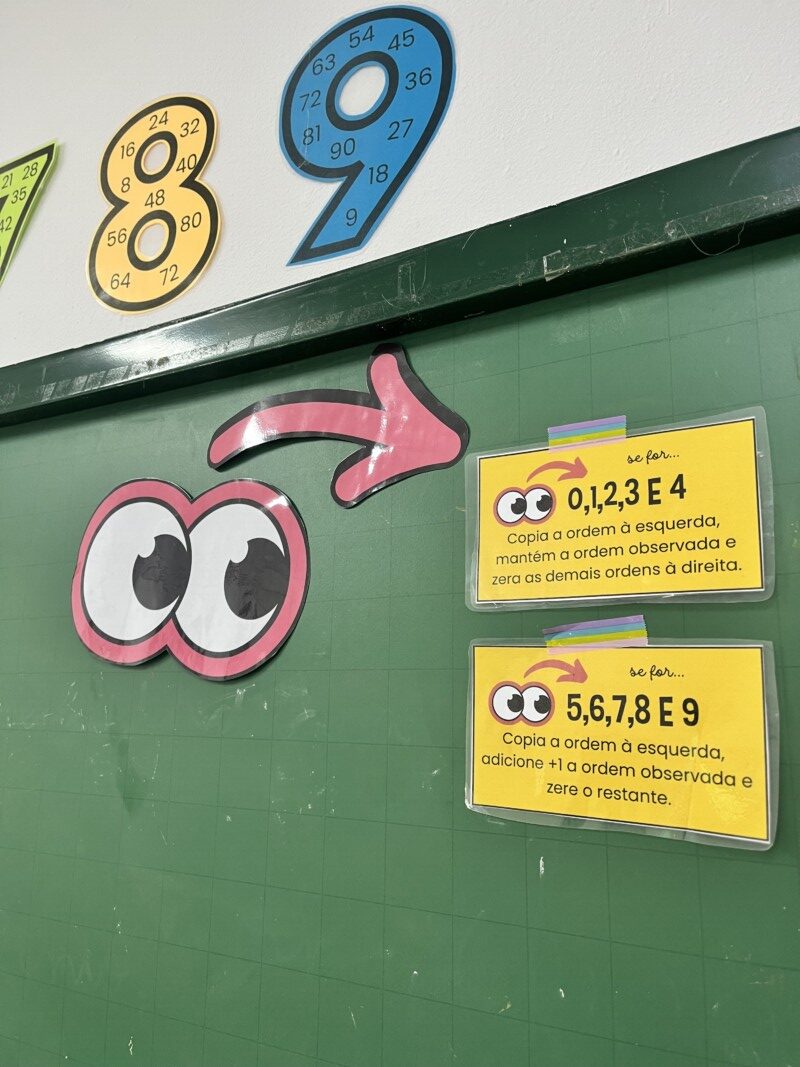 21 28
35
42
24
32
16
40
8
48
56
80
64
72
54
45
63
36
72
81
27
90
18
9
se for...
0,1,2,3 E 4
Copia a ordem à esquerda,
mantém a ordem observada e
zera as demais ordens à direita.
se for...
5,6,7,8 E 9
Copia a ordem à esquerda,
adicione +1 a ordem observada e
zere o restante.